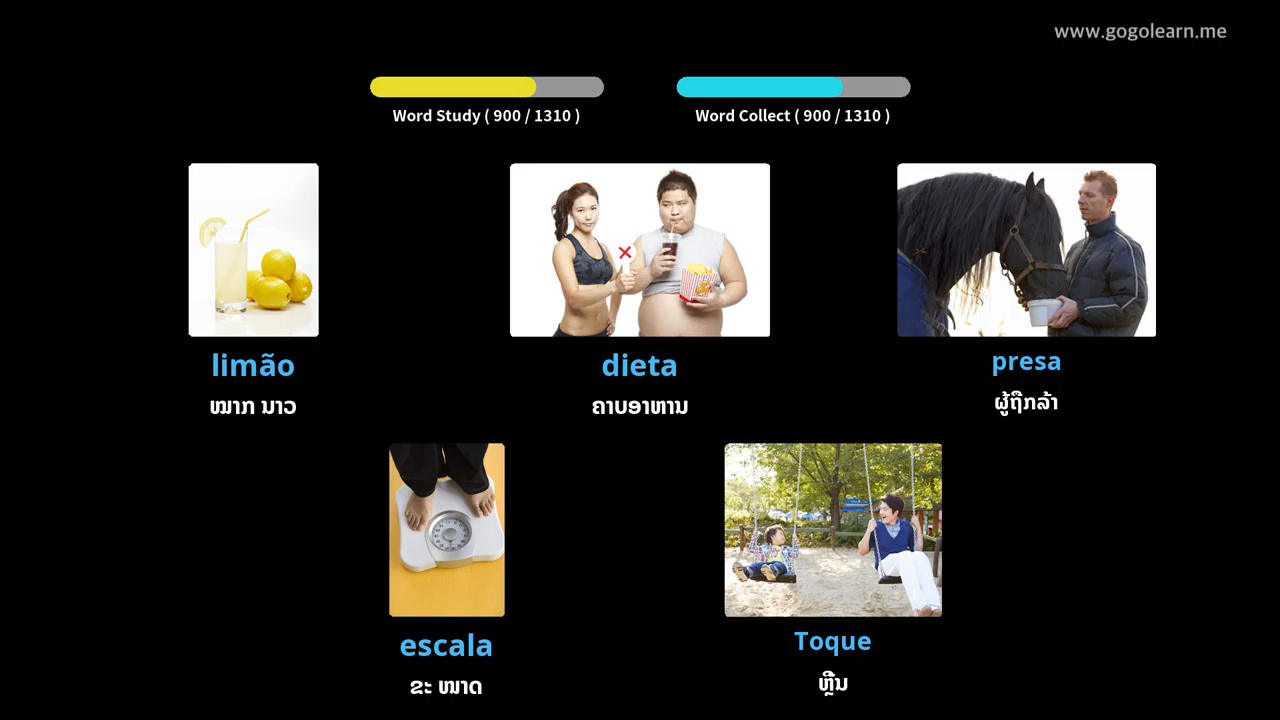 www.gogolearn.me
Word Study ( 900 / 1310 )
Word Collect ( 900 / 1310 )
limão
ໝາກ ນາວ
dieta
ຄາບອາຫານ
presa
ຜູ້ຖືກລ້າ
escala
ຂະ ໜາດ
Toque
ຫຼີ້ນ